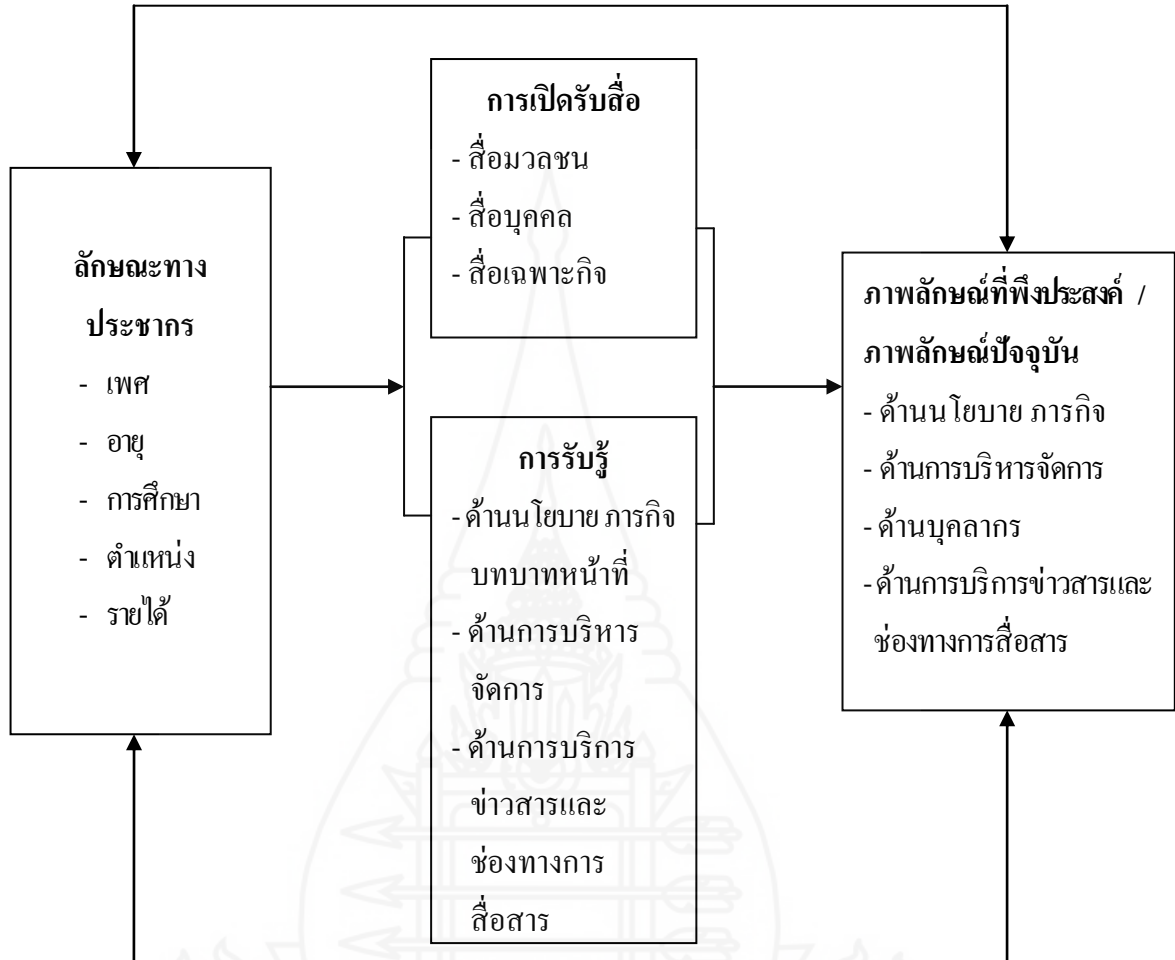 ลักษณะทาง
ประชากร
- เพศ
- อายุ
- การศึกษา
- ตำแหน่ง
- รายได้
การเปิดรับสื่อ
- สื่อมวลชน
- สื่อบุคคล
- สื่อเฉพาะกิจ
การรับรู้
- ด้านนโยบาย ภารกิจ
บทบาทหน้าที่
- ด้านการบริหาร
จัดการ
- ด้านการบริการ
ข่าวสารและ
ช่องทางการ
สื่อสาร
ภาพลักษณ์ที่พึงประสงค์ /
ภาพลักษณ์ปัจจุบัน
- ด้านนโยบาย ภารกิจ
- ด้านการบริหารจัดการ
- ด้านบุคลากร
- ด้านการบริการข่าวสารและ
ช่องทางการสื่อสาร